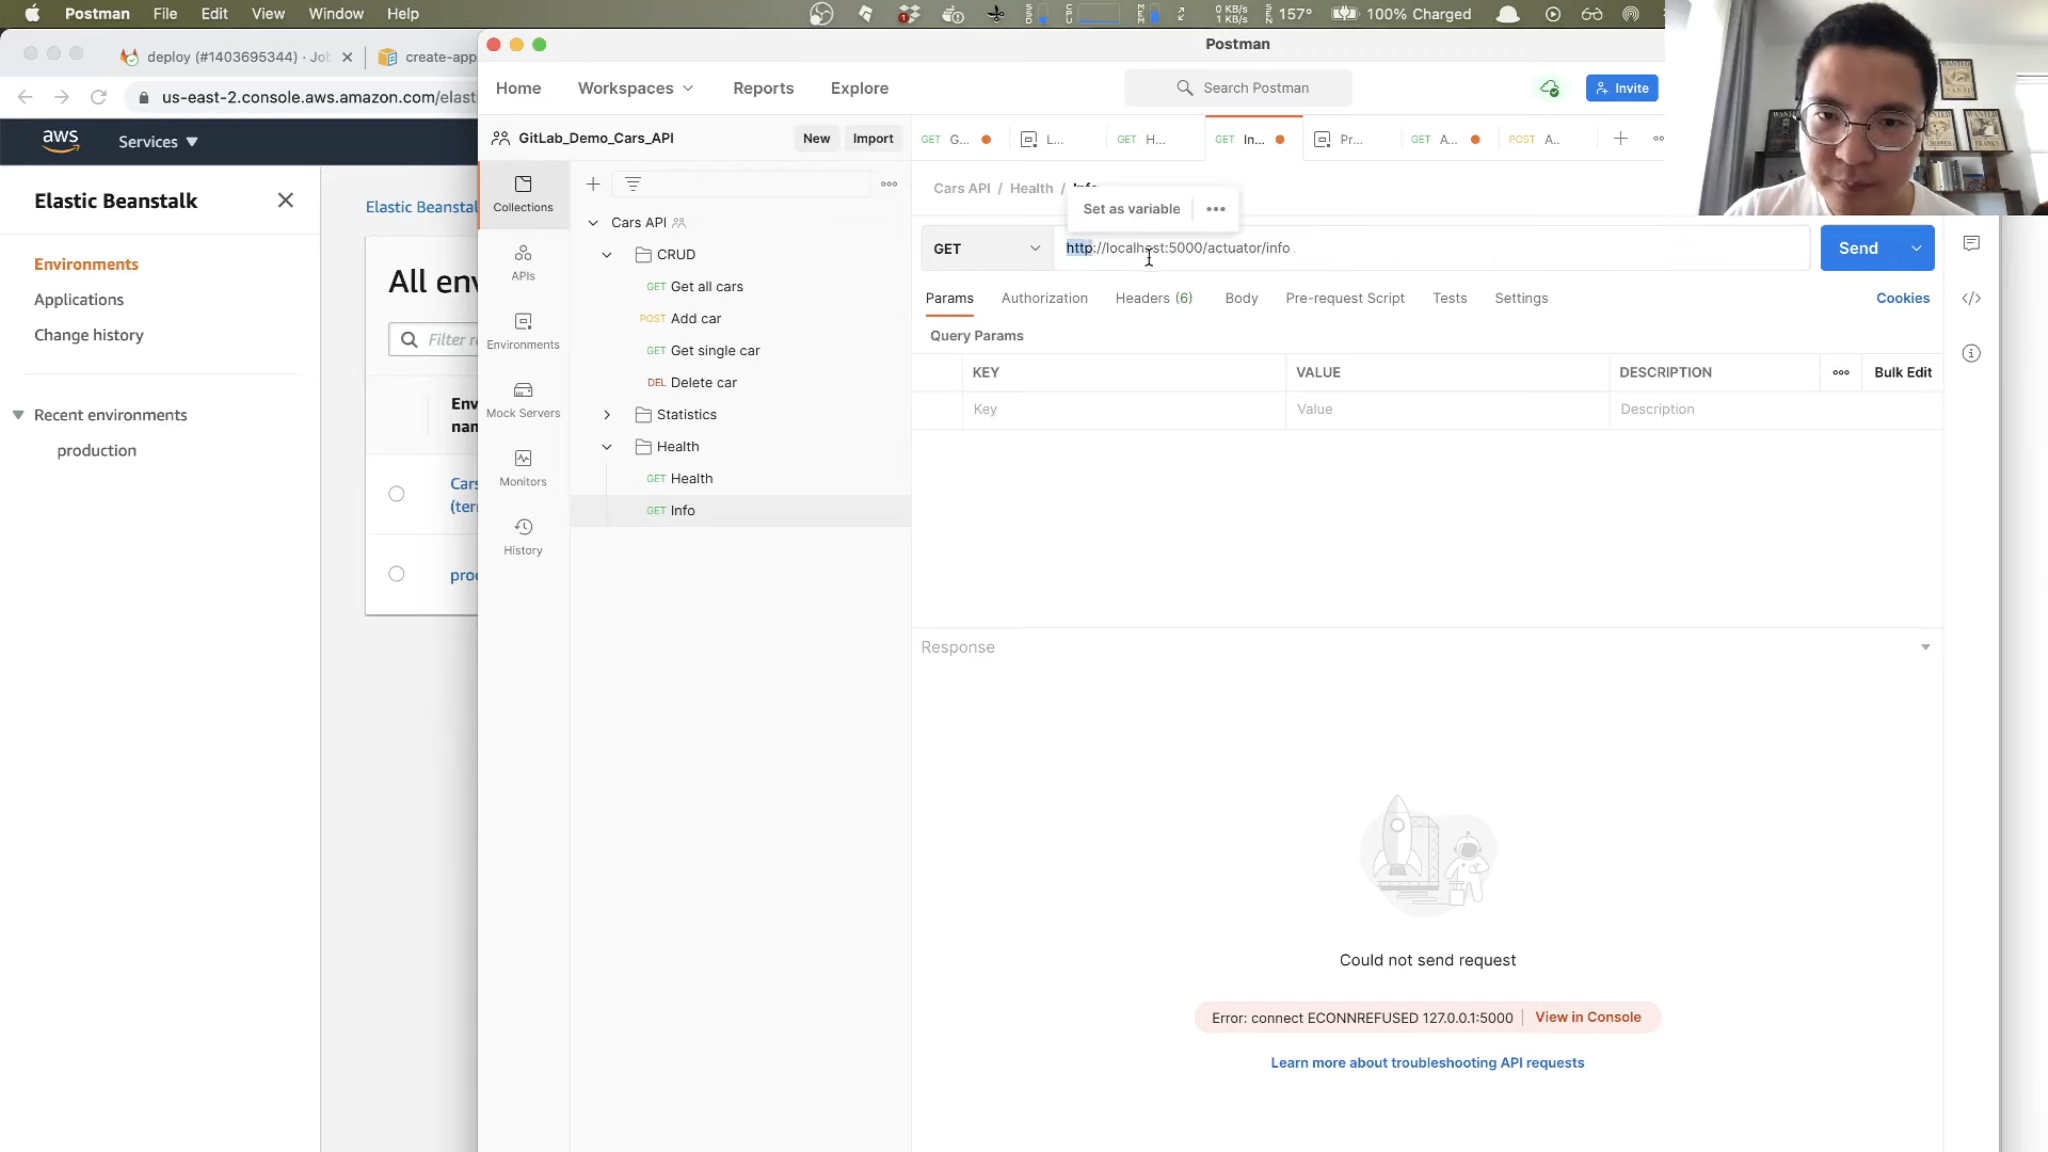 Postman File Edit View Window Help
0 KB/s
1 KB/s
157° 100% Charged
deploy (#1403695344) · Job
create-app
us-east-2.console.aws.amazon.com/elast
aws
Services
Elastic Beanstalk
Environments
Applications
Change history
Recent environments
production
Elastic Beanstal
All env
Filter re
Env
nan
Cars
(ter
prod
Postman
Home Workspaces Reports Explore
Search Postman
Invite
GitLab_Demo_Cars_API
New Import
GET G...
L...
GET H...
GET In...
Pr...
GET A...
POST A...
Collections
APIs
Environments
Mock Servers
Monitors
History
Cars API
CRUD
GET Get all cars
POST Add car
GET Get single car
DEL Delete car
Statistics
Health
GET Health
GET Info
Cars API / Health / Info
Set as variable
GET
http://localhost:5000/actuator/info
Send
Params Authorization Headers (6) Body Pre-request Script Tests Settings
Cookies
Query Params
KEY VALUE DESCRIPTION Bulk Edit
Key Value Description
Response
Could not send request
Error: connect ECONNREFUSED 127.0.0.1:5000 View in Console
Learn more about troubleshooting API requests